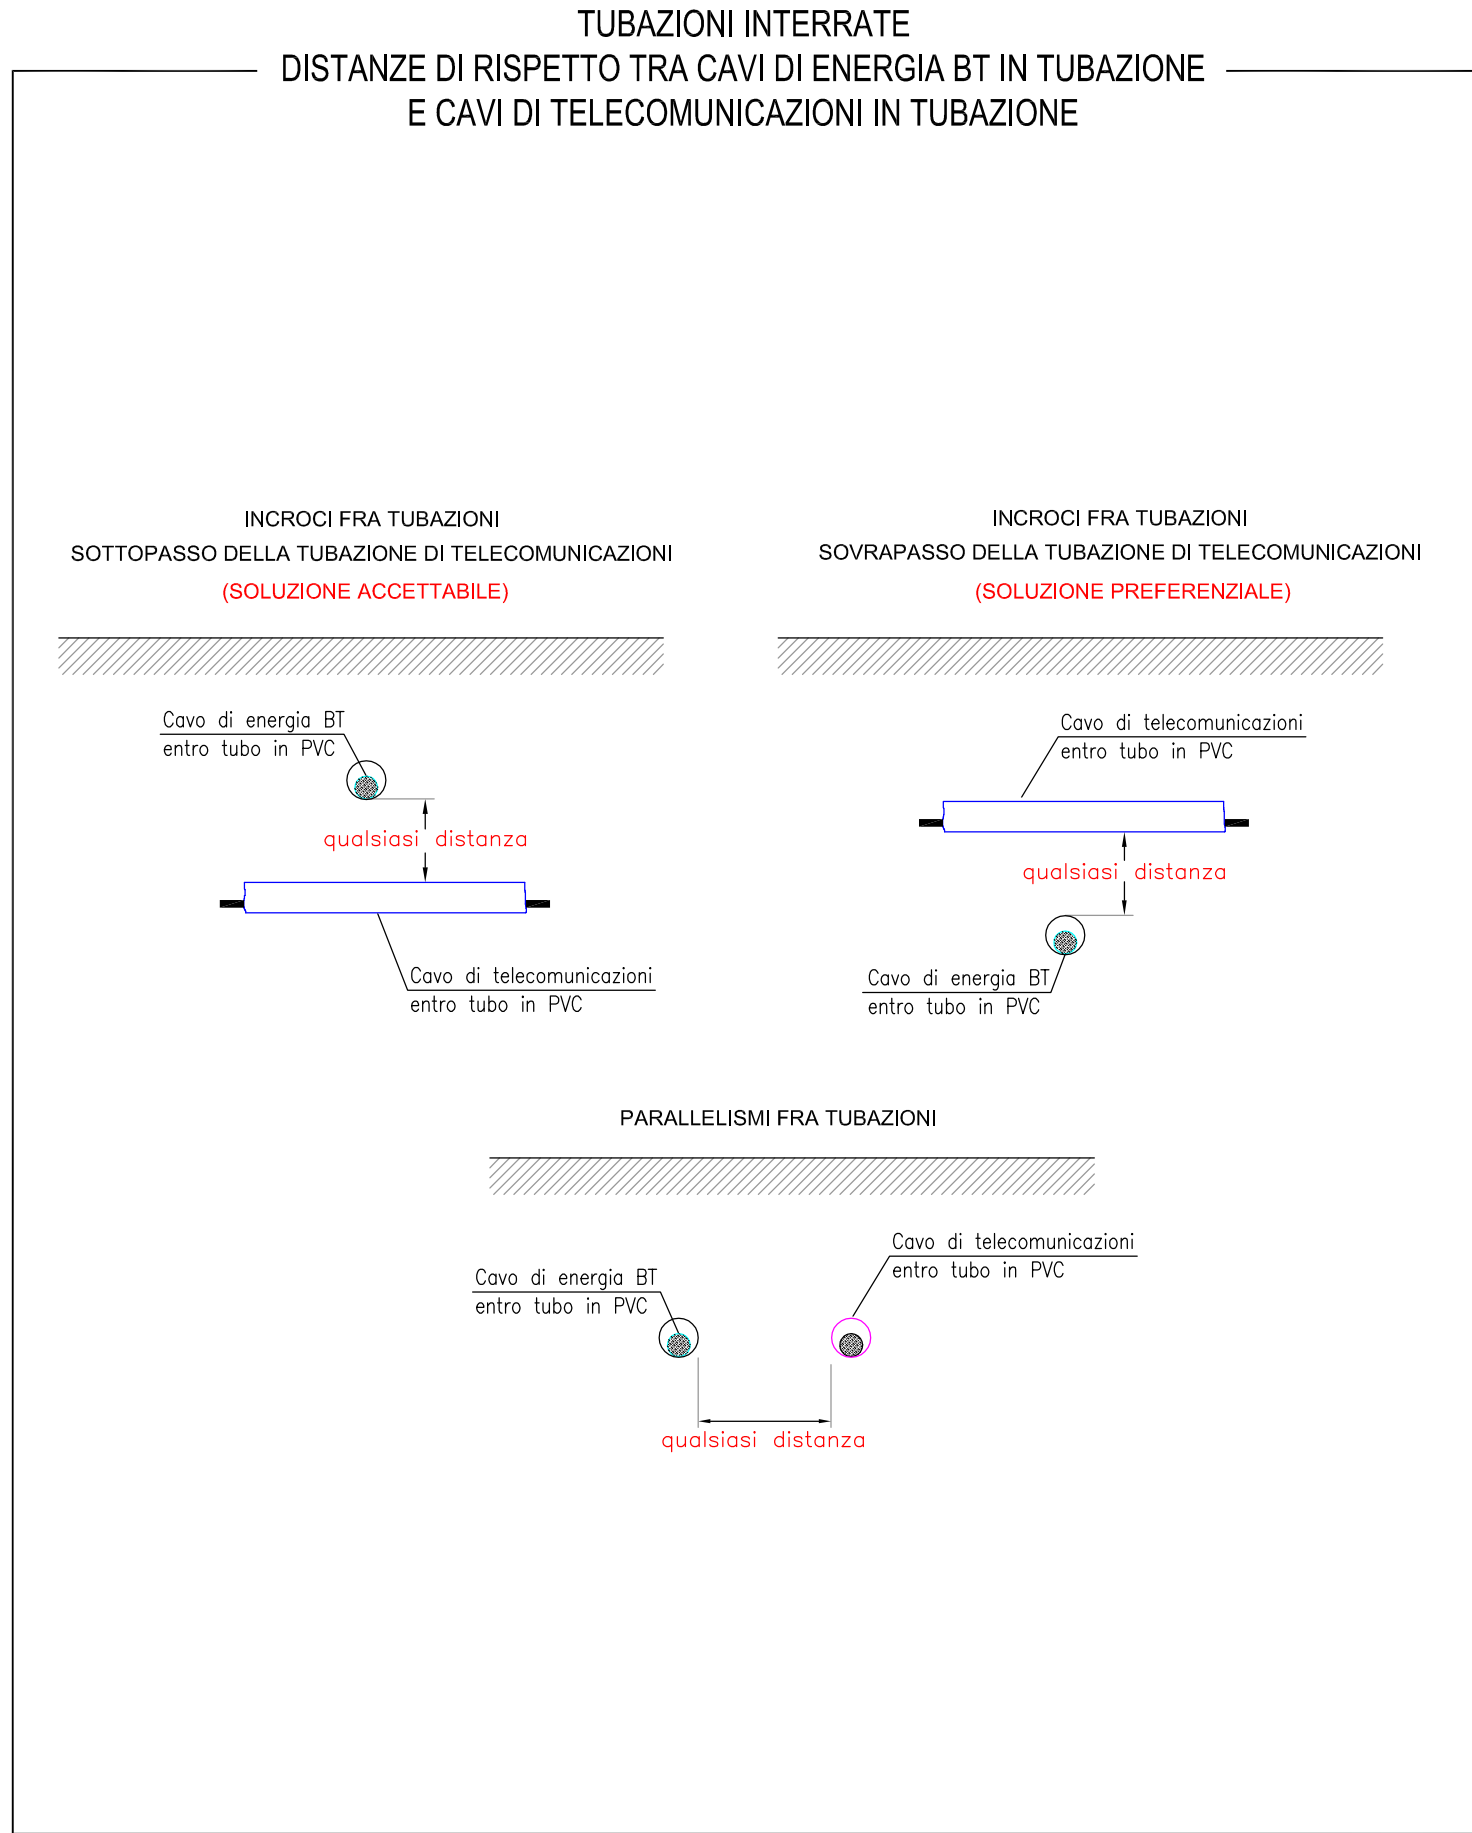 TUBAZIONI INTERRATE
DISTANZE DI RISPETTO TRA CAVI DI ENERGIA BT IN TUBAZIONE
E CAVI DI TELECOMUNICAZIONI IN TUBAZIONE
INCROCI FRA TUBAZIONI
SOTTOPASSO DELLA TUBAZIONE DI TELECOMUNICAZIONI
(SOLUZIONE ACCETTABILE)
Cavo di energia BT
entro tubo in PVC
qualsiasi distanza
Cavo di telecomunicazioni
entro tubo in PVC
INCROCI FRA TUBAZIONI
SOVRAPASSO DELLA TUBAZIONE DI TELECOMUNICAZIONI
(SOLUZIONE PREFERENZIALE)
Cavo di telecomunicazioni
entro tubo in PVC
qualsiasi distanza
Cavo di energia BT
entro tubo in PVC
PARALLELISMI FRA TUBAZIONI
Cavo di energia BT
entro tubo in PVC
Cavo di telecomunicazioni
entro tubo in PVC
qualsiasi distanza